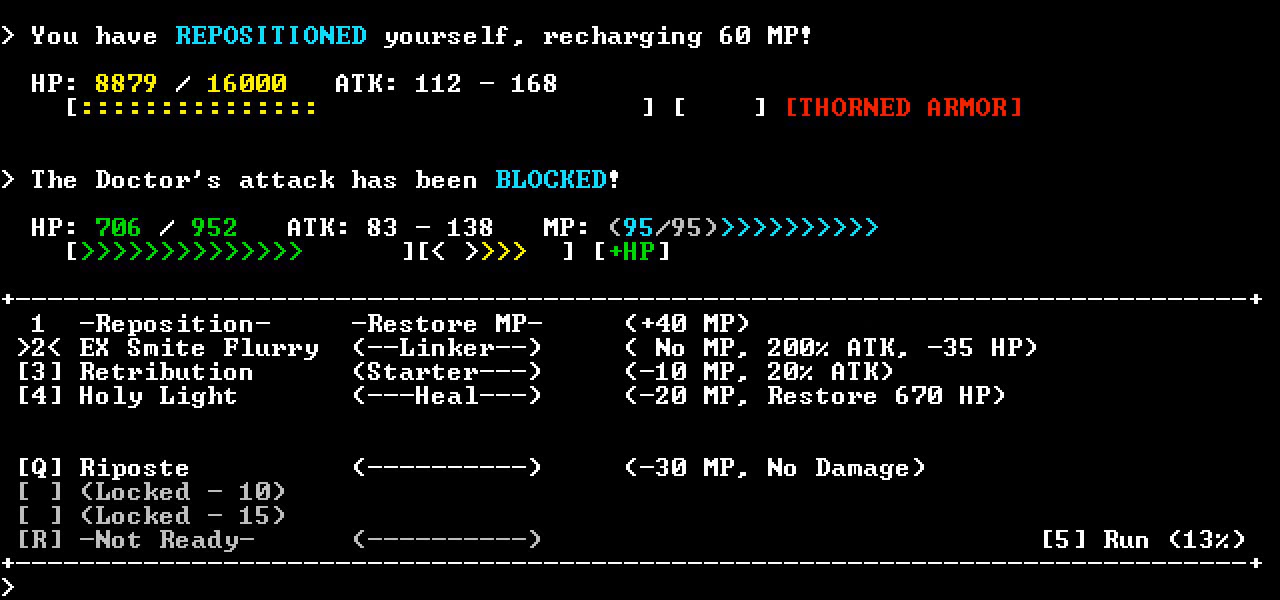 > You have REPOSITIONED yourself, recharging 60 MP!
HP: 8879 / 16000   ATK: 112 - 168
[:::::::::::::::                    ] [    ] [THORNED ARMOR]
> The Doctor's attack has been BLOCKED!
HP: 706 / 952   ATK: 83 - 138   MP: (95/95)>>>>>>>>>>
[>>>>>>>>>>>>>>      ][< >>>>  ] [+HP]
+-----------------------------------------------------------------------------+
1  -Reposition-     -Restore MP-     (+40 MP)
>2< EX Smite Flurry  (--Linker--)     ( No MP, 200% ATK, -35 HP)
[3] Retribution      (Starter---)     (-10 MP, 20% ATK)
[4] Holy Light       (---Heal---)     (-20 MP, Restore 670 HP)
[Q] Riposte          (----------)     (-30 MP, No Damage)
[ ] (Locked - 10)
[ ] (Locked - 15)
[R] -Not Ready-      (----------)                               [5] Run (13%)
+-----------------------------------------------------------------------------+
>